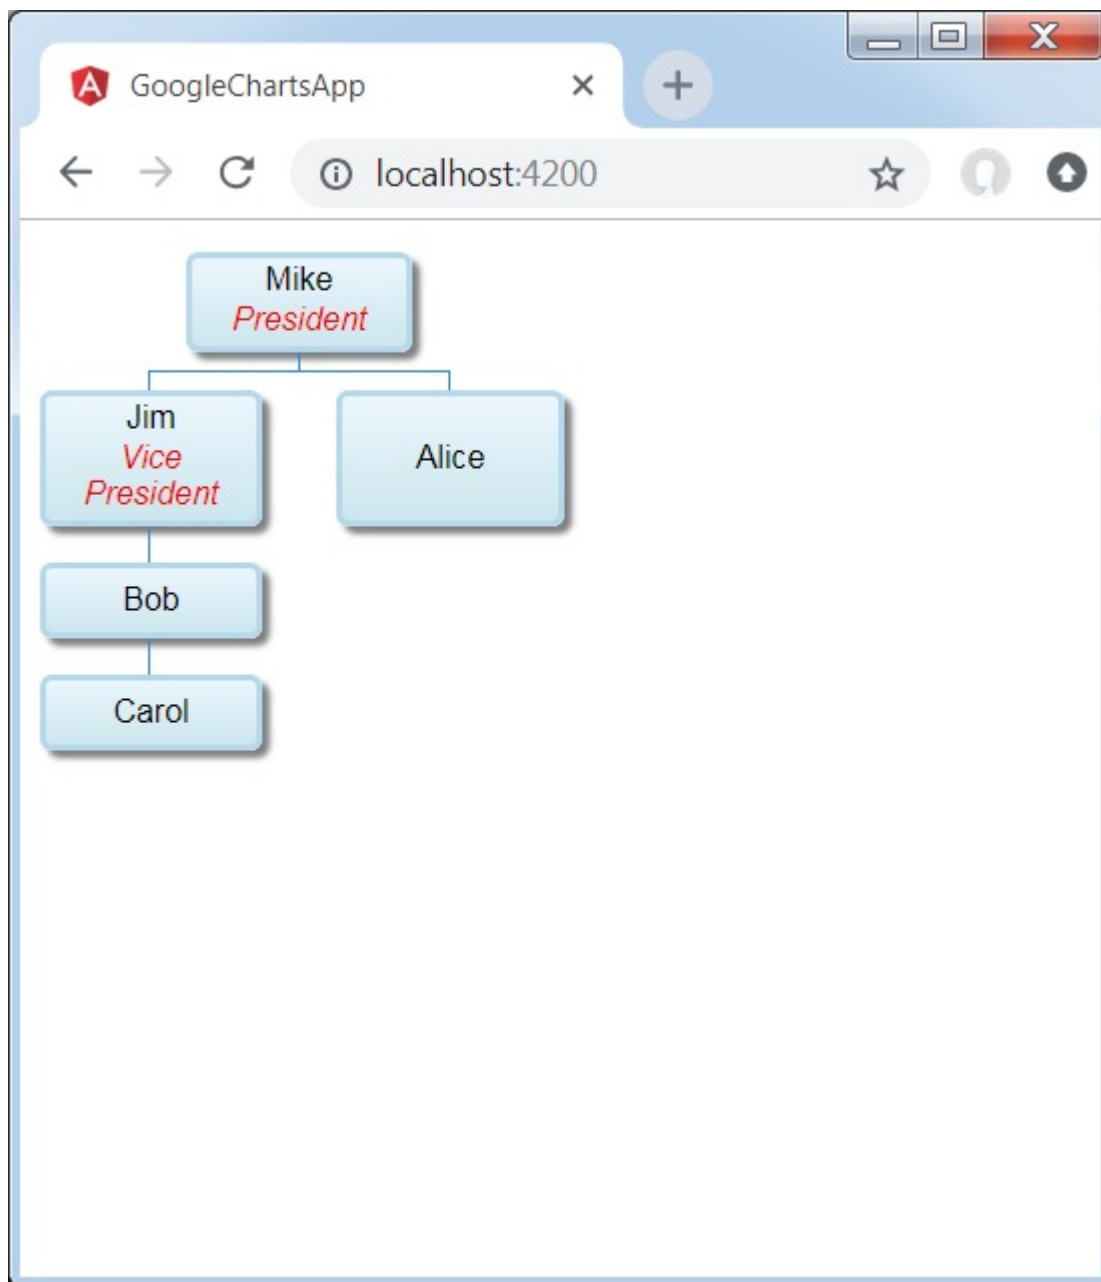 GoogleChartsApp
localhost:4200
Mike
President
Jim
Vice
President
Alice
Bob
Carol